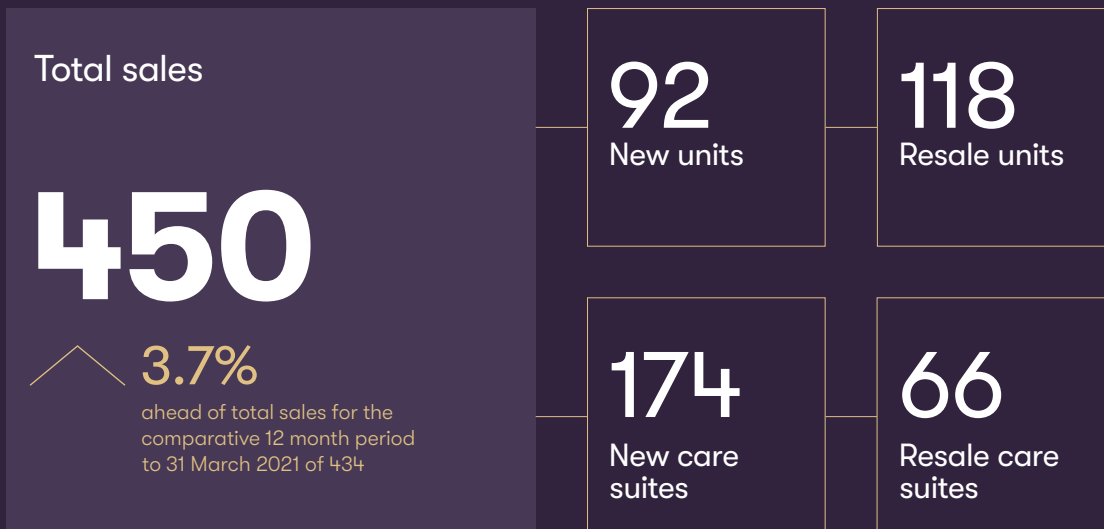 Total sales
450
3.7%
ahead of total sales for the
comparative 12 month period
to 31 March 2021 of 434
92
New units
118
Resale units
174
New care
suites
66
Resale care
suites